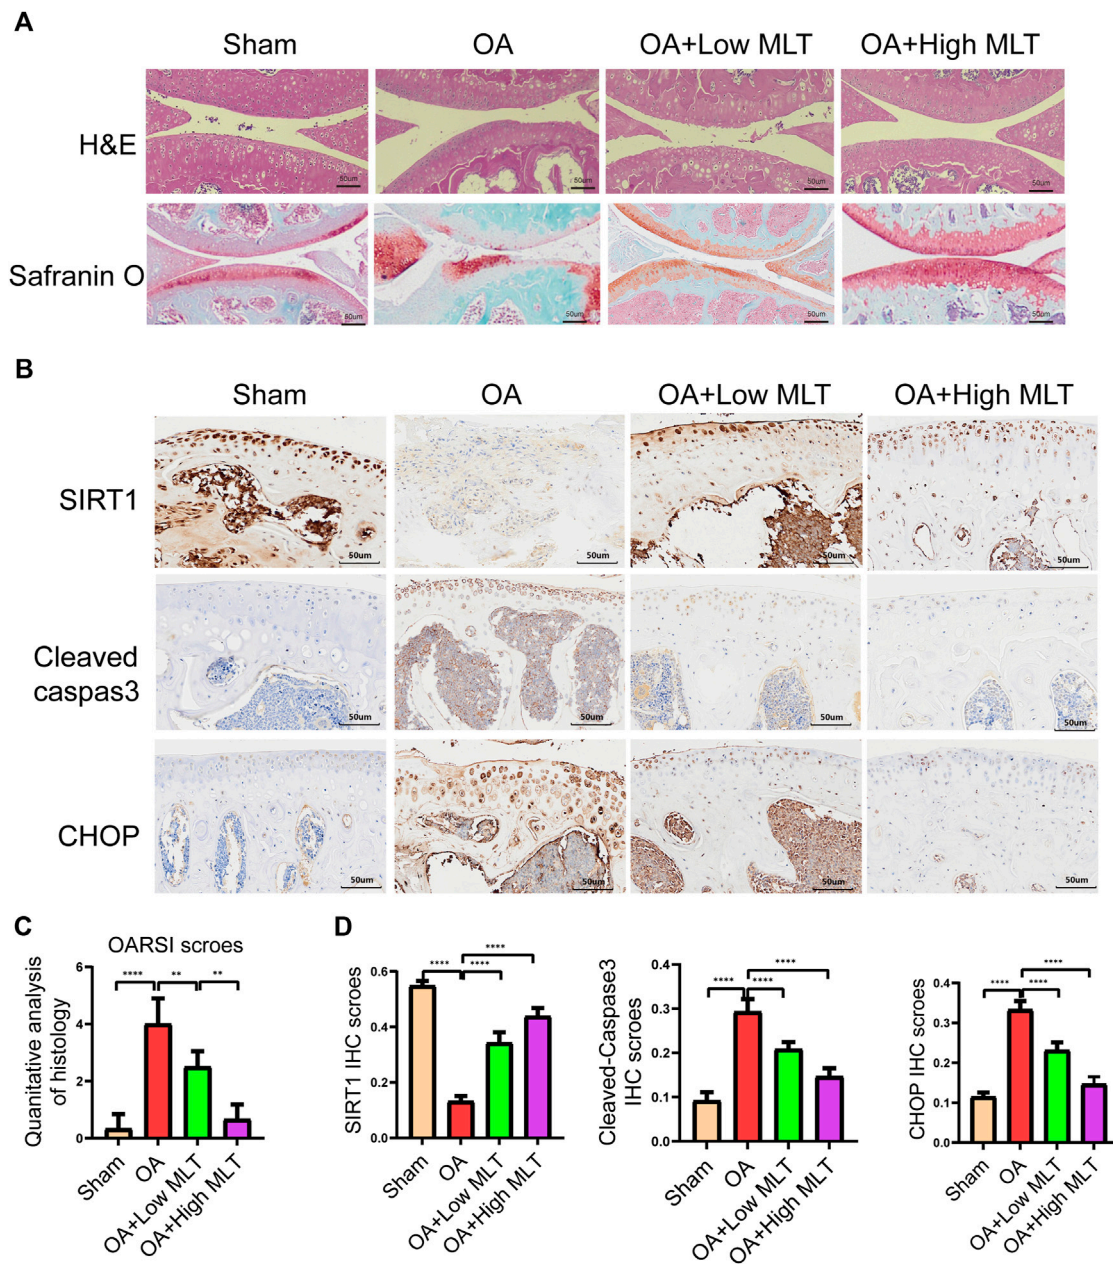 A
Sham OA OA+Low MLT OA+High MLT
H&E
50um 50um 50um 50um
Safranin O
50um 50um 50um 50um
B
Sham OA OA+Low MLT OA+High MLT
SIRT1
50um 50um 50um 50um
Cleaved
caspas3
50um 50um 50um 50um
CHOP
50um 50um 50um 50um
C
OARSI scroes
Quanitative analysis
of histology
6
4
2
0
**** ** **
Sham OA OA+Low MLT OA+High MLT
D
SIRT1 IHC scroes
0.6
0.4
0.2
0.0
**** **** ****
Sham OA OA+Low MLT OA+High MLT
Cleaved-Caspase3
IHC scroes
0.4
0.3
0.2
0.1
0.0
**** **** ****
Sham OA OA+Low MLT OA+High MLT
CHOP IHC scroes
0.4
0.3
0.2
0.1
0.0
**** **** ****
Sham OA OA+Low MLT OA+High MLT